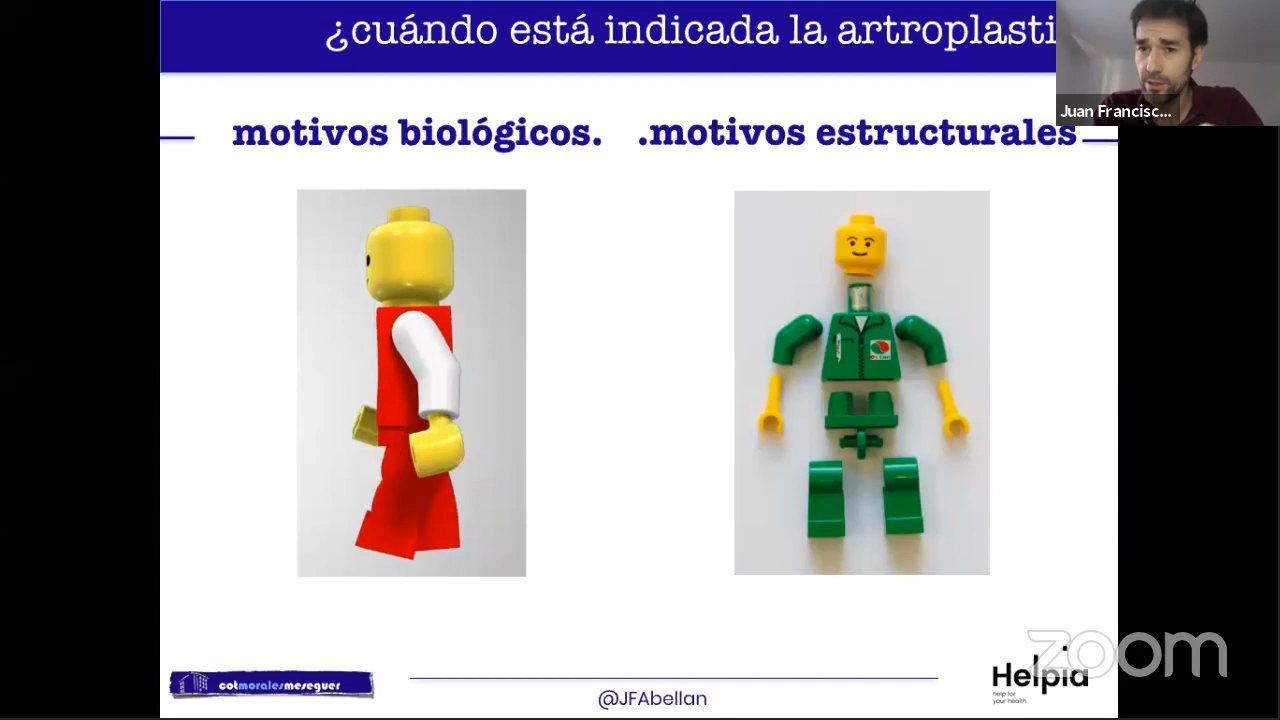 ¿cuándo está indicada la artroplasti
Juan Francisc...
motivos biológicos. .motivos estructurales
cotmoralesmeseguer
@JFAbellan
Helpia
help for
your health
zoom